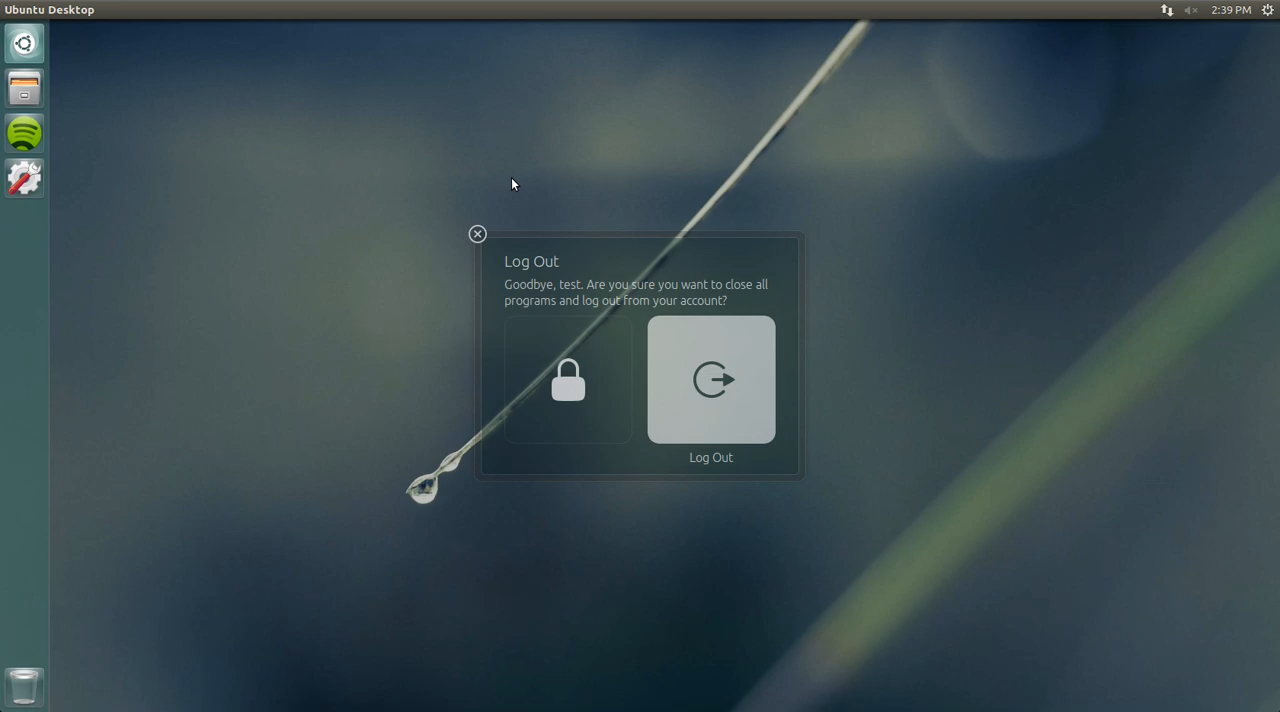 Ubuntu Desktop
2:39 PM
Log Out
Goodbye, test. Are you sure you want to close all
programs and log out from your account?
Log Out